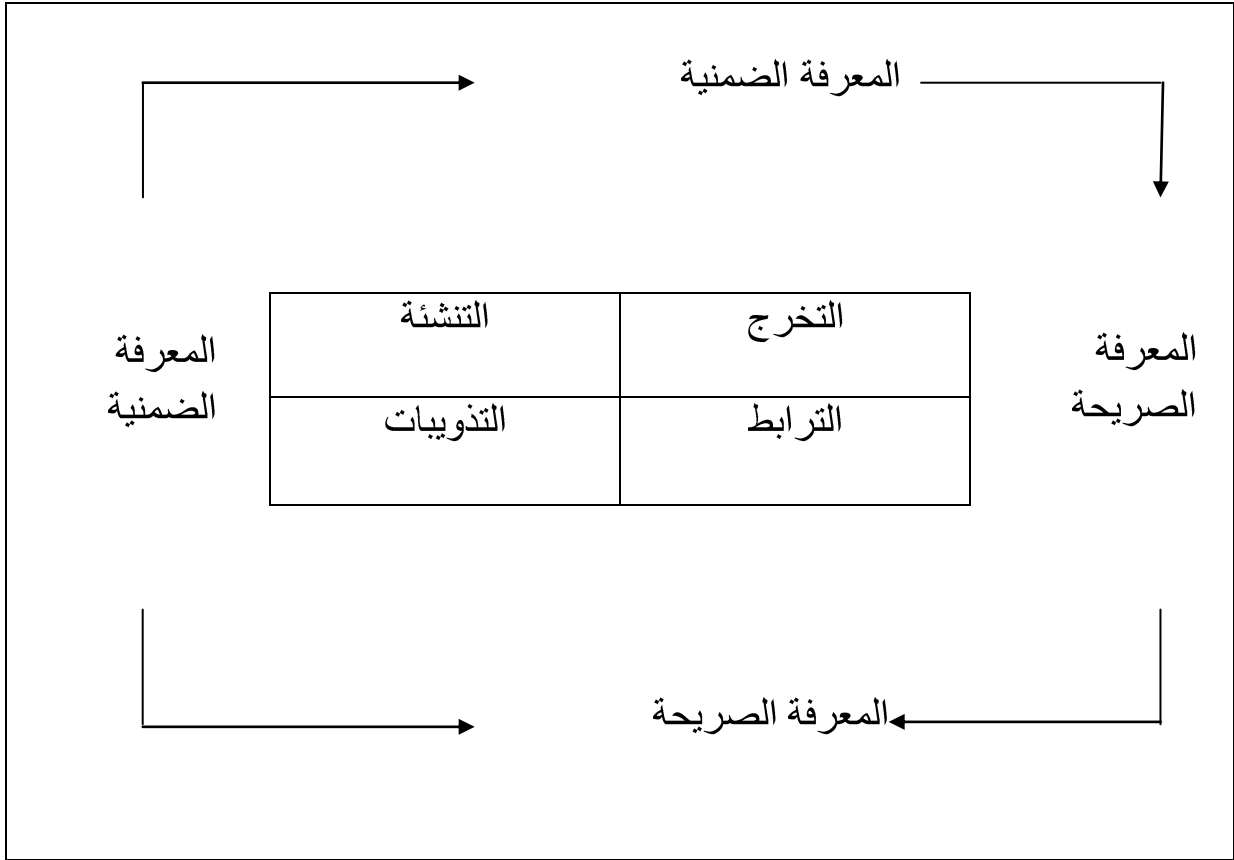 المعرفة الضمنية
التخرج
التنشئة
المعرفة
الصريحة
المعرفة
الضمنية
الترابط
التذويبات
المعرفة الصريحة